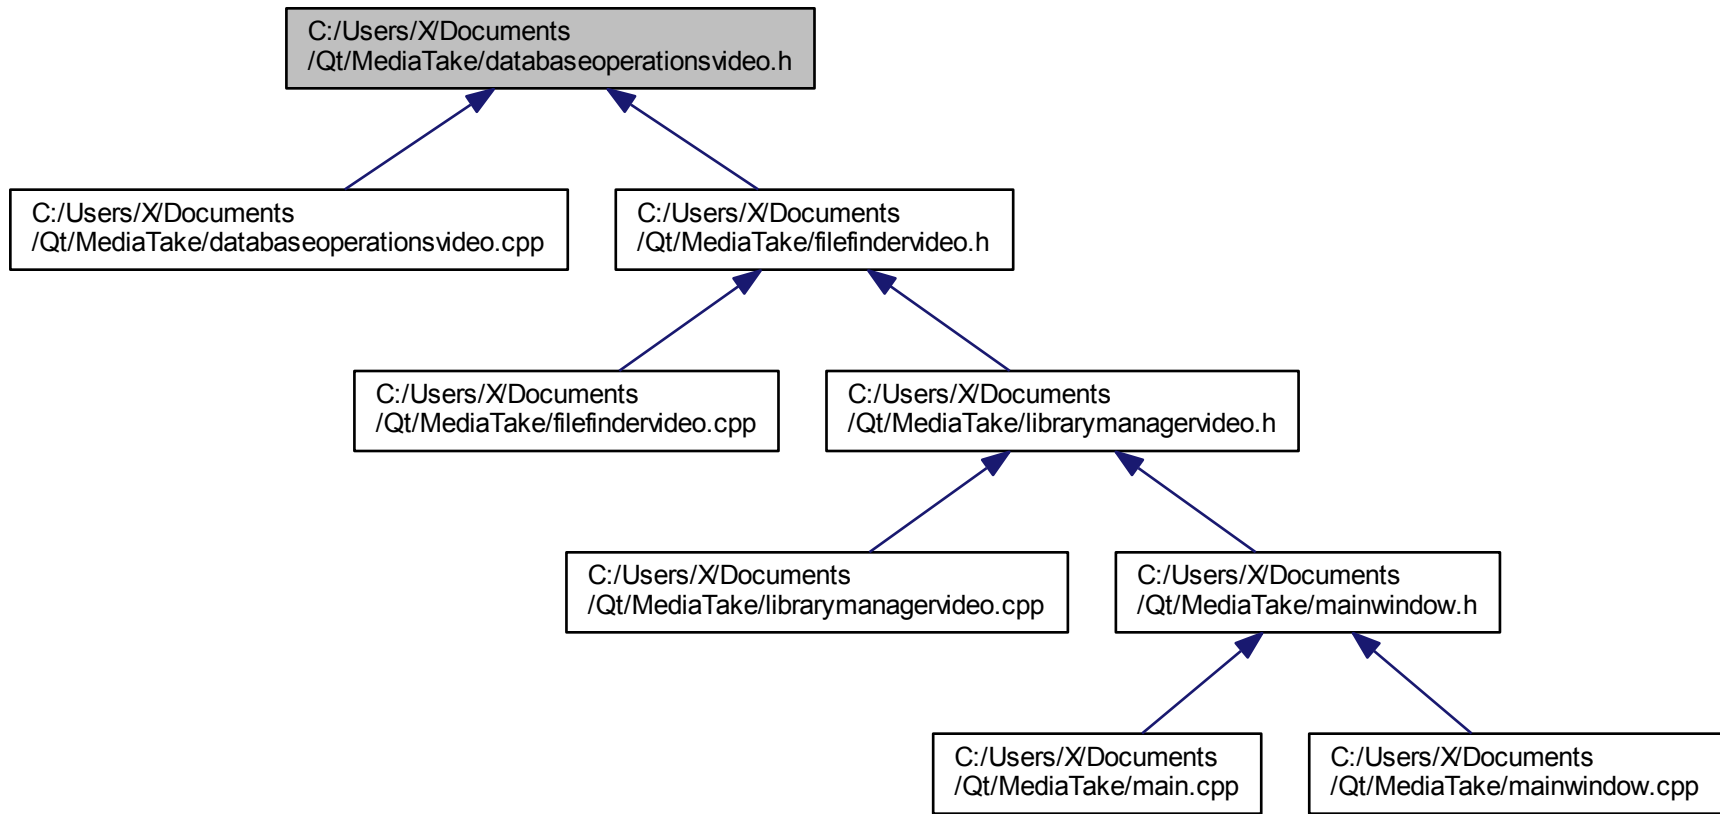 C:/Users/X/Documents
/Qt/MediaTake/databaseoperationsvideo.h
C:/Users/X/Documents
/Qt/MediaTake/databaseoperationsvideo.cpp
C:/Users/X/Documents
/Qt/MediaTake/filefindervideo.h
C:/Users/X/Documents
/Qt/MediaTake/filefindervideo.cpp
C:/Users/X/Documents
/Qt/MediaTake/librarymanagervideo.h
C:/Users/X/Documents
/Qt/MediaTake/librarymanagervideo.cpp
C:/Users/X/Documents
/Qt/MediaTake/mainwindow.h
C:/Users/X/Documents
/Qt/MediaTake/main.cpp
C:/Users/X/Documents
/Qt/MediaTake/mainwindow.cpp